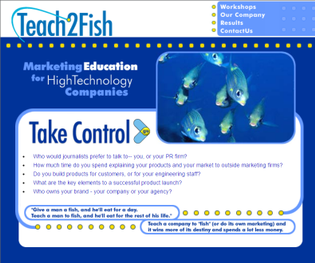 Teach2Fish
Workshops
Our Company
Results
ContactUs
Marketing Education
for HighTechnology
Companies
Take Control
Who would journalists prefer to talk to-- you, or your PR firm?
How much time do you spend explaining your products and your market to outside marketing firms?
Do you build products for customers, or for your engineering staff?
What are the key elements to a successful product launch?
Who owns your brand - your company or your agency?
"Give a man a fish, and he'll eat for a day.
Teach a man to fish, and he'll eat for the rest of his life."
Teach a company to "fish" (or do its own marketing) and
it wins more of its destiny and spends a lot less money.